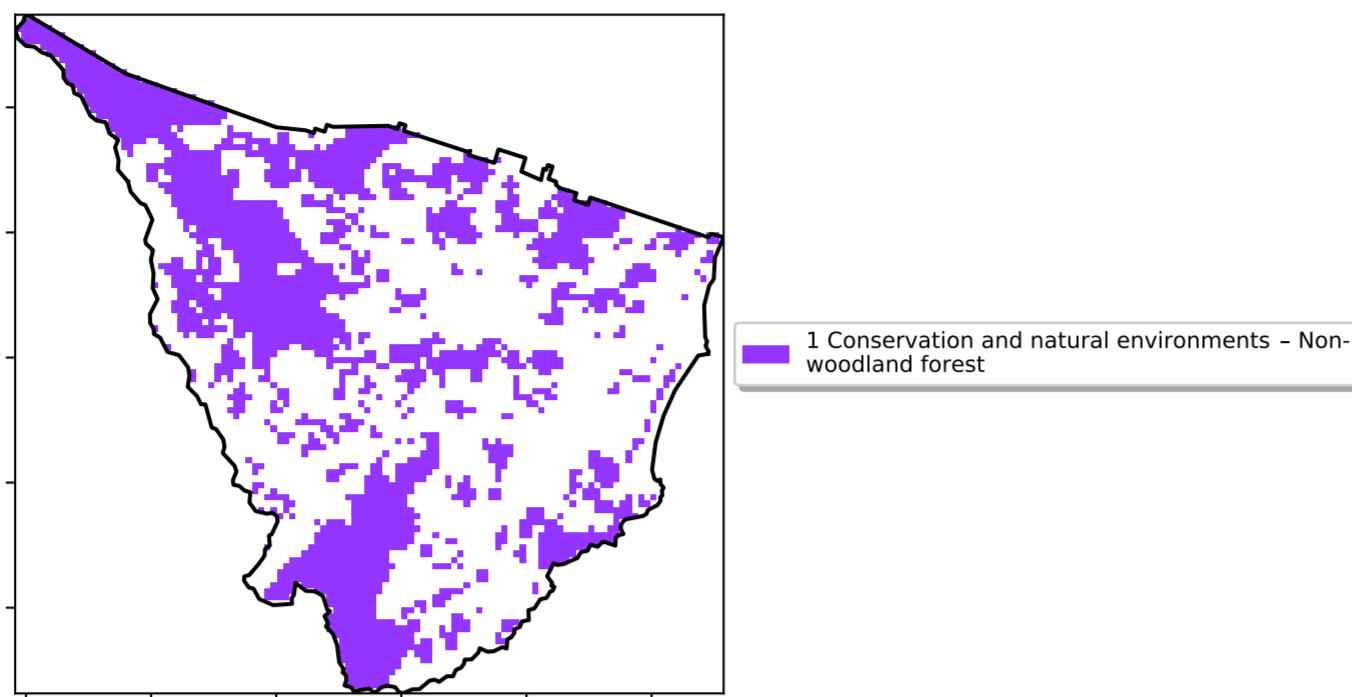 1 Conservation and natural environments – Non-
woodland forest